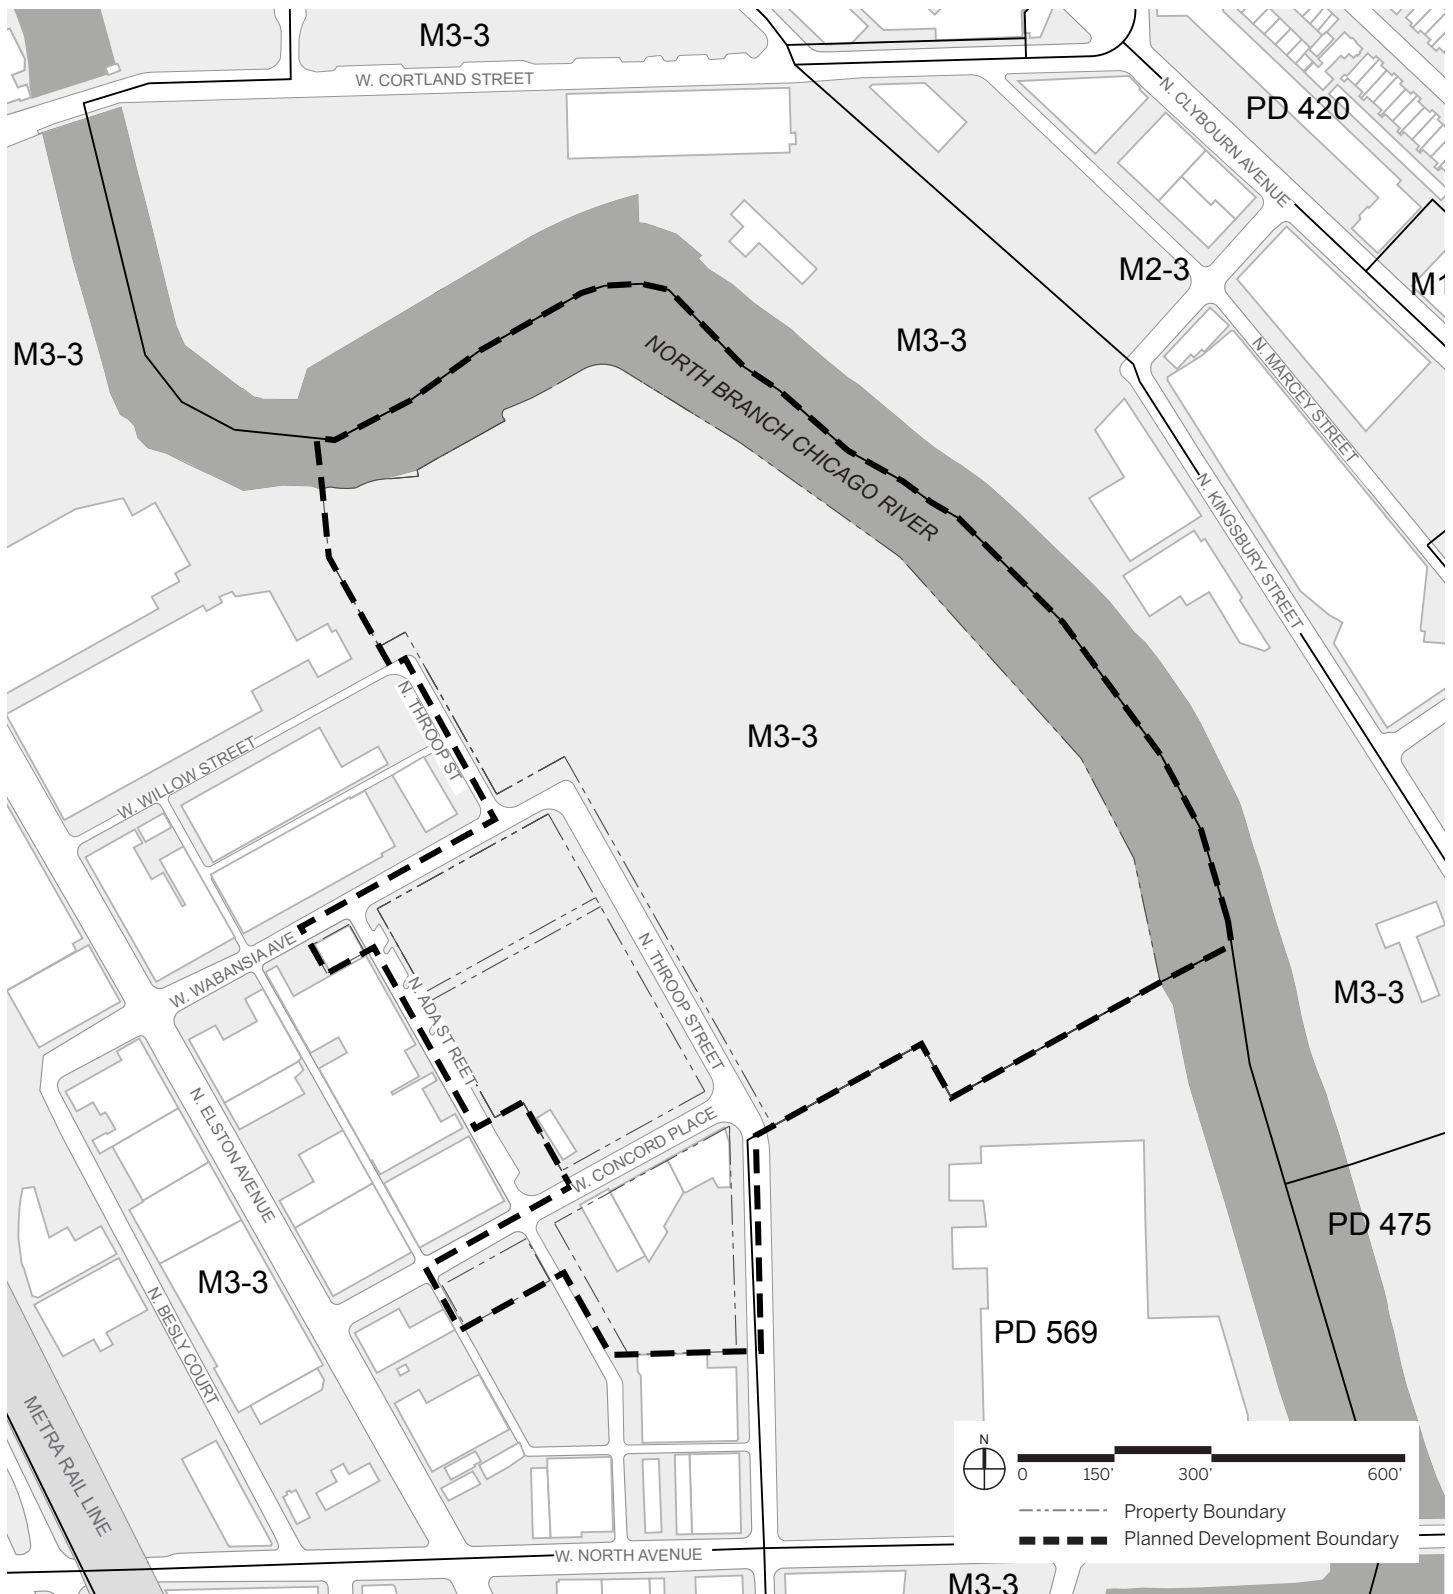 M3-3
W. CORTLAND STREET
N. CLYBOURN AVENUE
PD 420
M2-3
M1
M3-3
M3-3
NORTH BRANCH CHICAGO RIVER
N. MARCEY STREET
N. KINGSBURY STREET
N. THROOP ST
M3-3
W. WILLOW STREET
W. WABANSIA AVE
N. THROOP STREET
N. ADA ST REET
M3-3
N. ELSTON AVENUE
W. CONCORD PLACE
PD 475
M3-3
N. BESLY COURT
PD 569
METRA RAIL LINE
N
0 150' 300' 600'
Property Boundary
Planned Development Boundary
W. NORTH AVENUE
M3-3